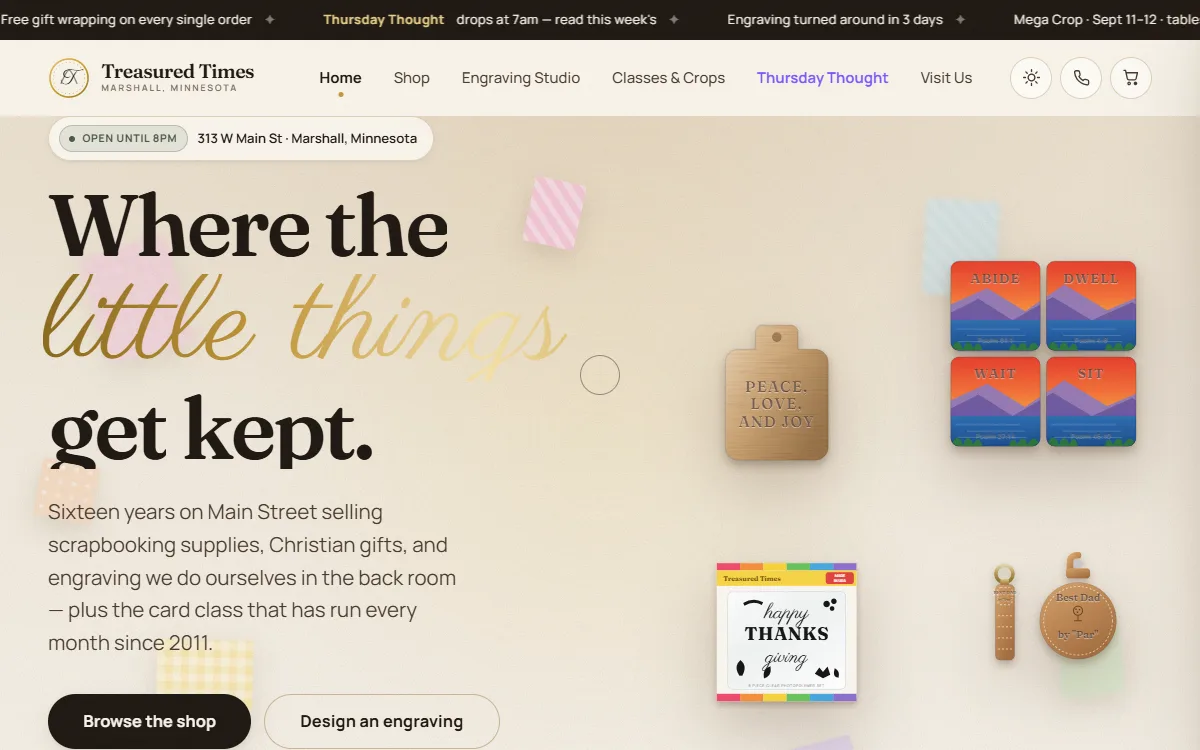 Free gift wrapping on every single order ✦ Thursday Thought drops at 7am — read this week's ✦ Engraving turned around in 3 days ✦ Mega Crop · Sept 11–12 ·
Treasured Times
MARSHALL, MINNESOTA
Home Shop Engraving Studio Classes & Crops Thursday Thought Visit Us
OPEN UNTIL 8PM 313 W Main St · Marshall, Minnesota
Where the
little things
get kept.
Sixteen years on Main Street selling
scrapbooking supplies, Christian gifts, and
engraving we do ourselves in the back room
— plus the card class that has run every
month since 2011.
Browse the shop Design an engraving
PEACE.
LOVE.
AND JOY
ABIDE DWELL
WAIT SIT
Treasured Times
happy
THANKS
giving
Best Dad
by "Par"